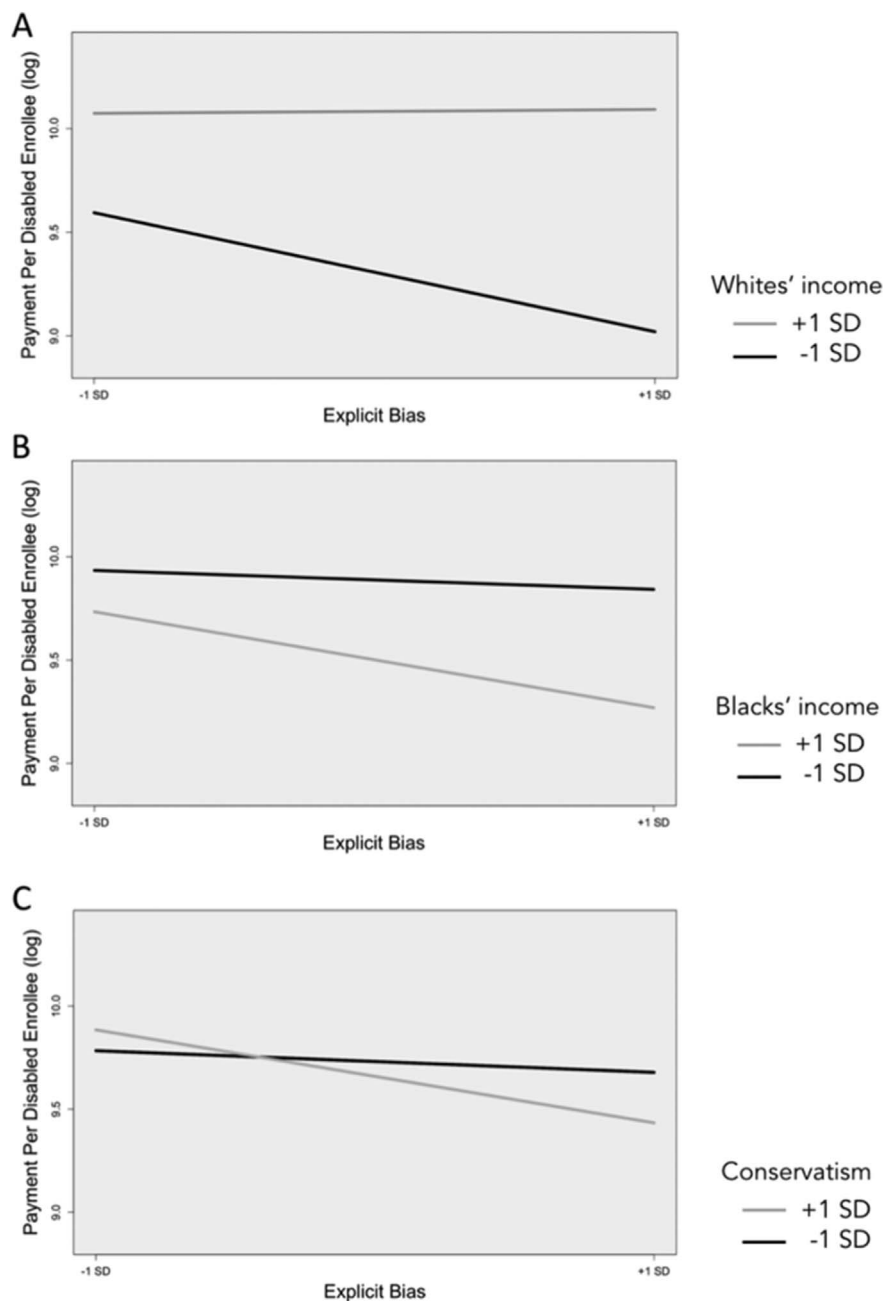 A
Payment Per Disabled Enrollee (log)
10.0
9.5
9.0
-1 SD
+1 SD
Explicit Bias
Whites’ income
+1 SD
-1 SD
B
Payment Per Disabled Enrollee (log)
10.0
9.5
9.0
-1 SD
+1 SD
Explicit Bias
Blacks’ income
+1 SD
-1 SD
C
Payment Per Disabled Enrollee (log)
10.0
9.5
9.0
-1 SD
+1 SD
Explicit Bias
Conservatism
+1 SD
-1 SD